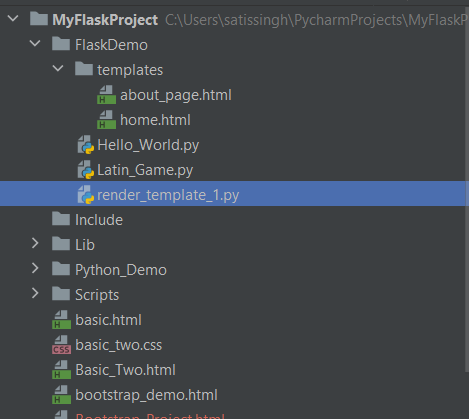 MyFlaskProject C:\Users\satissingh\PycharmProjects\MyFlaskP
FlaskDemo
templates
about_page.html
home.html
Hello_World.py
Latin_Game.py
render_template_1.py
Include
Lib
Python_Demo
Scripts
basic.html
basic_two.css
Basic_Two.html
bootstrap_demo.html
Bootstrap_Project.html